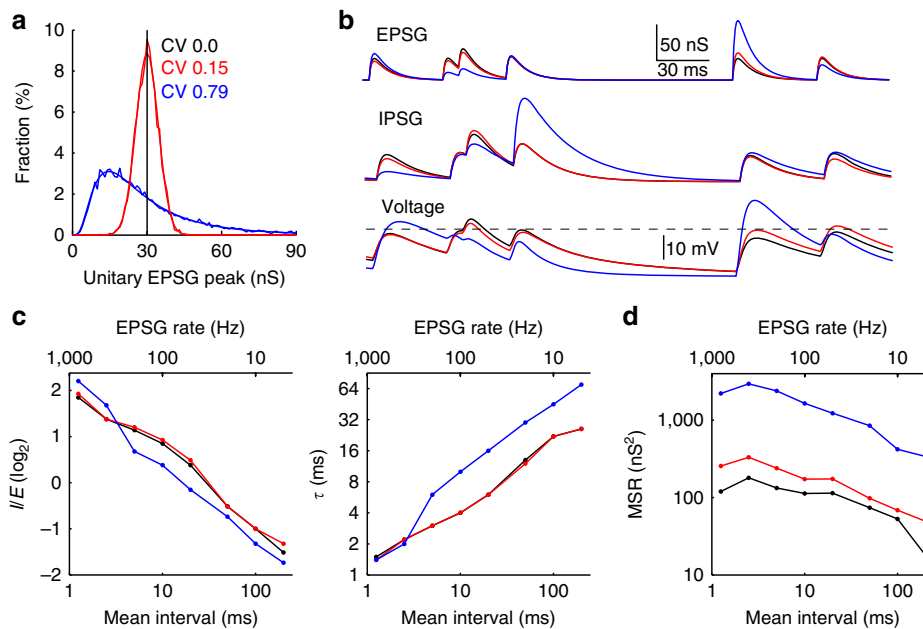 a
10
8
6
4
2
0
Fraction (%)
CV 0.0
CV 0.15
CV 0.79
0
30
60
90
Unitary EPSG peak (nS)
b
EPSG
50 nS
30 ms
IPSG
Voltage
10 mV
c
EPSG rate (Hz)
1,000
100
10
2
1
0
–1
–2
I/E (log2)
1
10
100
Mean interval (ms)
EPSG rate (Hz)
1,000
100
10
64
32
16
8
4
2
1
τ (ms)
1
10
100
Mean interval (ms)
d
EPSG rate (Hz)
1,000
100
10
1,000
100
10
MSR (nS²)
1
10
100
Mean interval (ms)